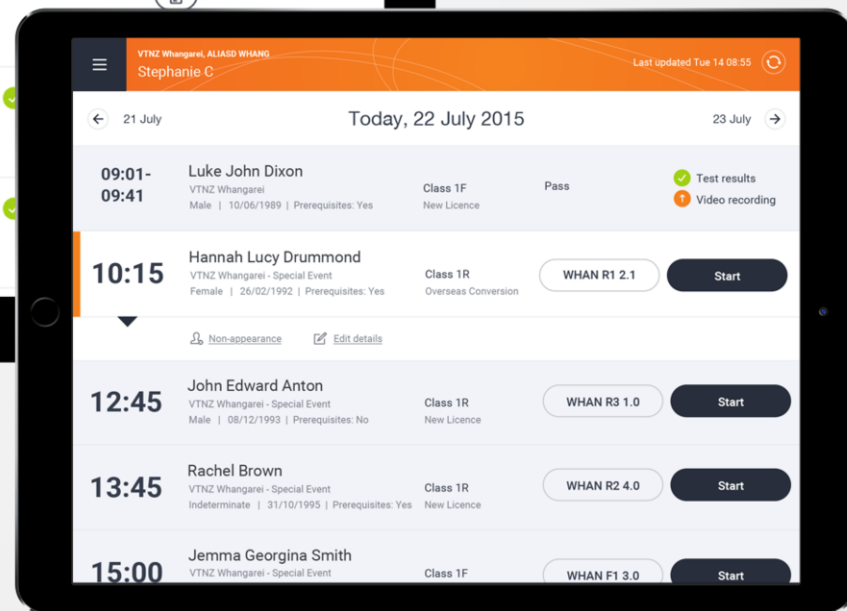 VTNZ Whangarei, ALIASD WHANG
Stephanie C
Last updated Tue 14 08:55
21 July
Today, 22 July 2015
23 July
09:01-
09:41
Luke John Dixon
VTNZ Whangarei
Male | 10/06/1989 | Prerequisites: Yes
Class 1F
New Licence
Pass
Test results
Video recording
10:15
Hannah Lucy Drummond
VTNZ Whangarei - Special Event
Female | 26/02/1992 | Prerequisites: Yes
Class 1R
Overseas Conversion
WHAN R1 2.1
Start
Non-appearance
Edit details
12:45
John Edward Anton
VTNZ Whangarei - Special Event
Male | 08/12/1993 | Prerequisites: No
Class 1R
New Licence
WHAN R3 1.0
Start
13:45
Rachel Brown
VTNZ Whangarei - Special Event
Indeterminate | 31/10/1995 | Prerequisites: Yes
Class 1R
New Licence
WHAN R2 4.0
Start
15:00
Jemma Georgina Smith
VTNZ Whangarei - Special Event
Class 1F
WHAN F1 3.0
Start